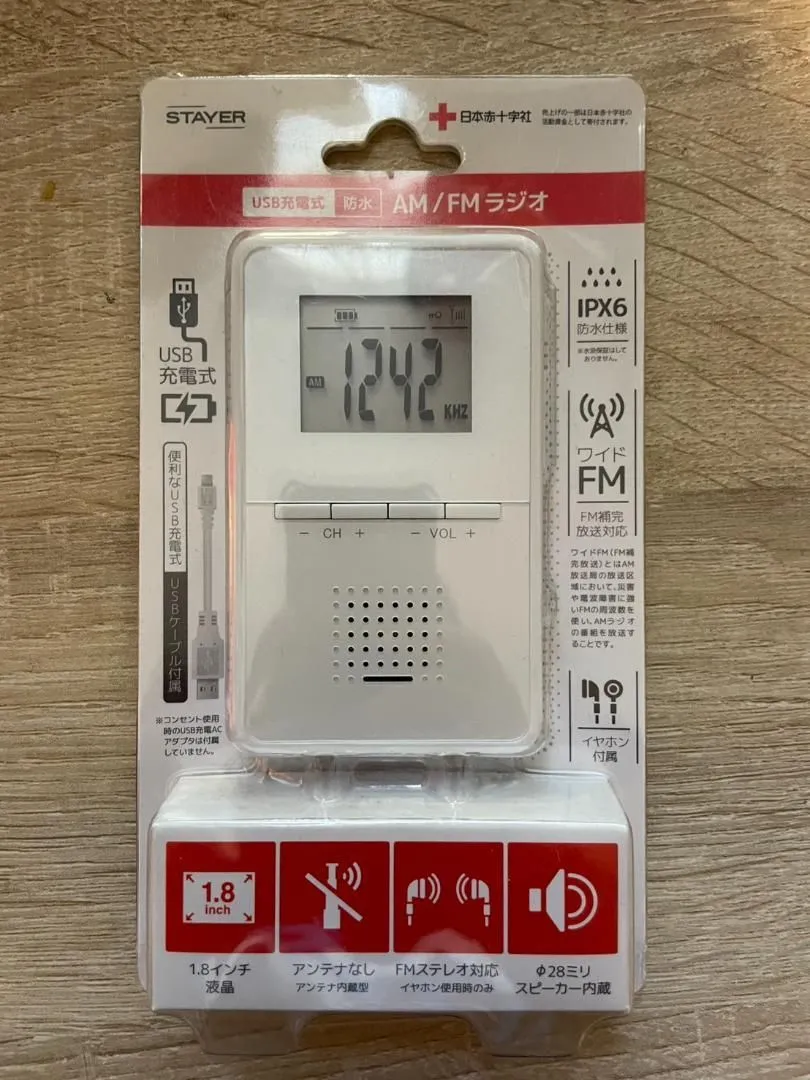 STAYER
日本赤十字社
売上げの一部は日本赤十字社の
活動資金として寄付されます。
USB充電式 防水 AM/FMラジオ
USB
充電式
便利なUSB充電式
USBケーブル付属
※コンセント使用
時のUSB充電AC
アダプタは付属
していません。
AM 1242 KHZ
− CH + − VOL +
IPX6
防水仕様
※水没保証はして
おりません。
ワイド
FM
FM補完
放送対応
ワイドFM(FM補
完放送)とはAM
放送局の放送区
域において、災害
や電波障害に強
いFMの周波数を
使い、AMラジオ
の番組を放送す
ることです。
イヤホン
付属
1.8
inch
1.8インチ
液晶
アンテナなし
アンテナ内蔵型
FMステレオ対応
イヤホン使用時のみ
φ28ミリ
スピーカー内蔵